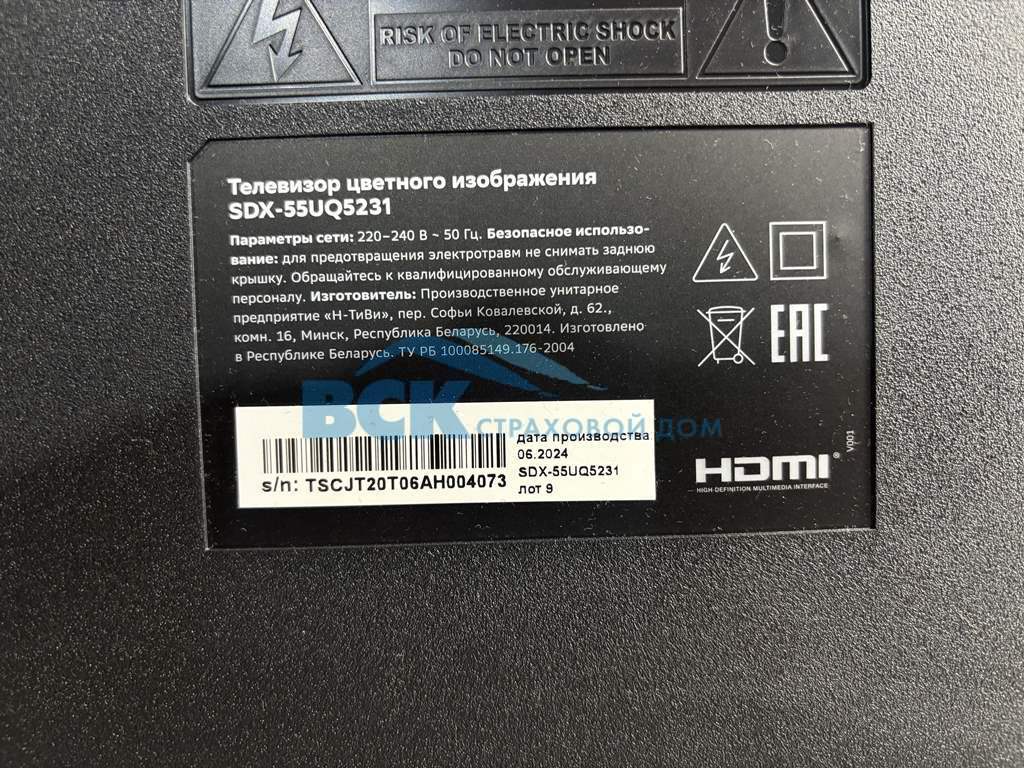 RISK OF ELECTRIC SHOCK
DO NOT OPEN
Телевизор цветного изображения
SDX-55UQ5231
Параметры сети: 220–240 В ~ 50 Гц. Безопасное использо-
вание: для предотвращения электротравм не снимать заднюю
крышку. Обращайтесь к квалифицированному обслуживающему
персоналу. Изготовитель: Производственное унитарное
предприятие «Н-ТиВи», пер. Софьи Ковалевской, д. 62.,
комн. 16, Минск, Республика Беларусь, 220014. Изготовлено
в Республике Беларусь. ТУ РБ 100085149.176-2004
EAC
ВСК СТРАХОВОЙ ДОМ
дата производства
06.2024
SDX-55UQ5231
лот 9
s/n: TSCJT20T06AH004073
HDMI®
HIGH-DEFINITION MULTIMEDIA INTERFACE
V001